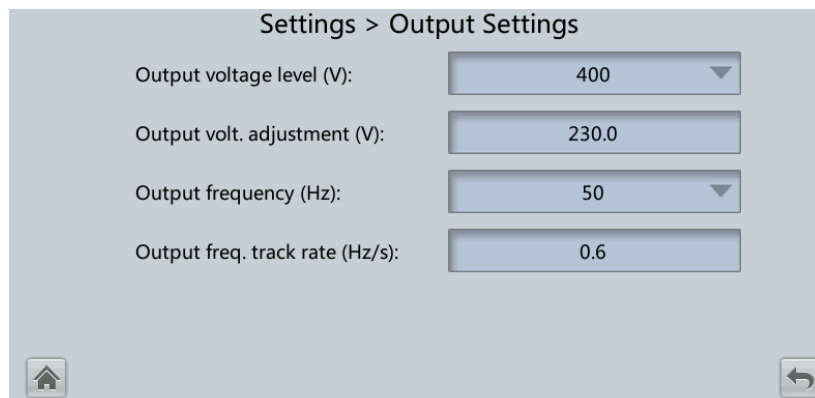 Settings > Output Settings
Output voltage level (V): 400
Output volt. adjustment (V): 230.0
Output frequency (Hz): 50
Output freq. track rate (Hz/s): 0.6